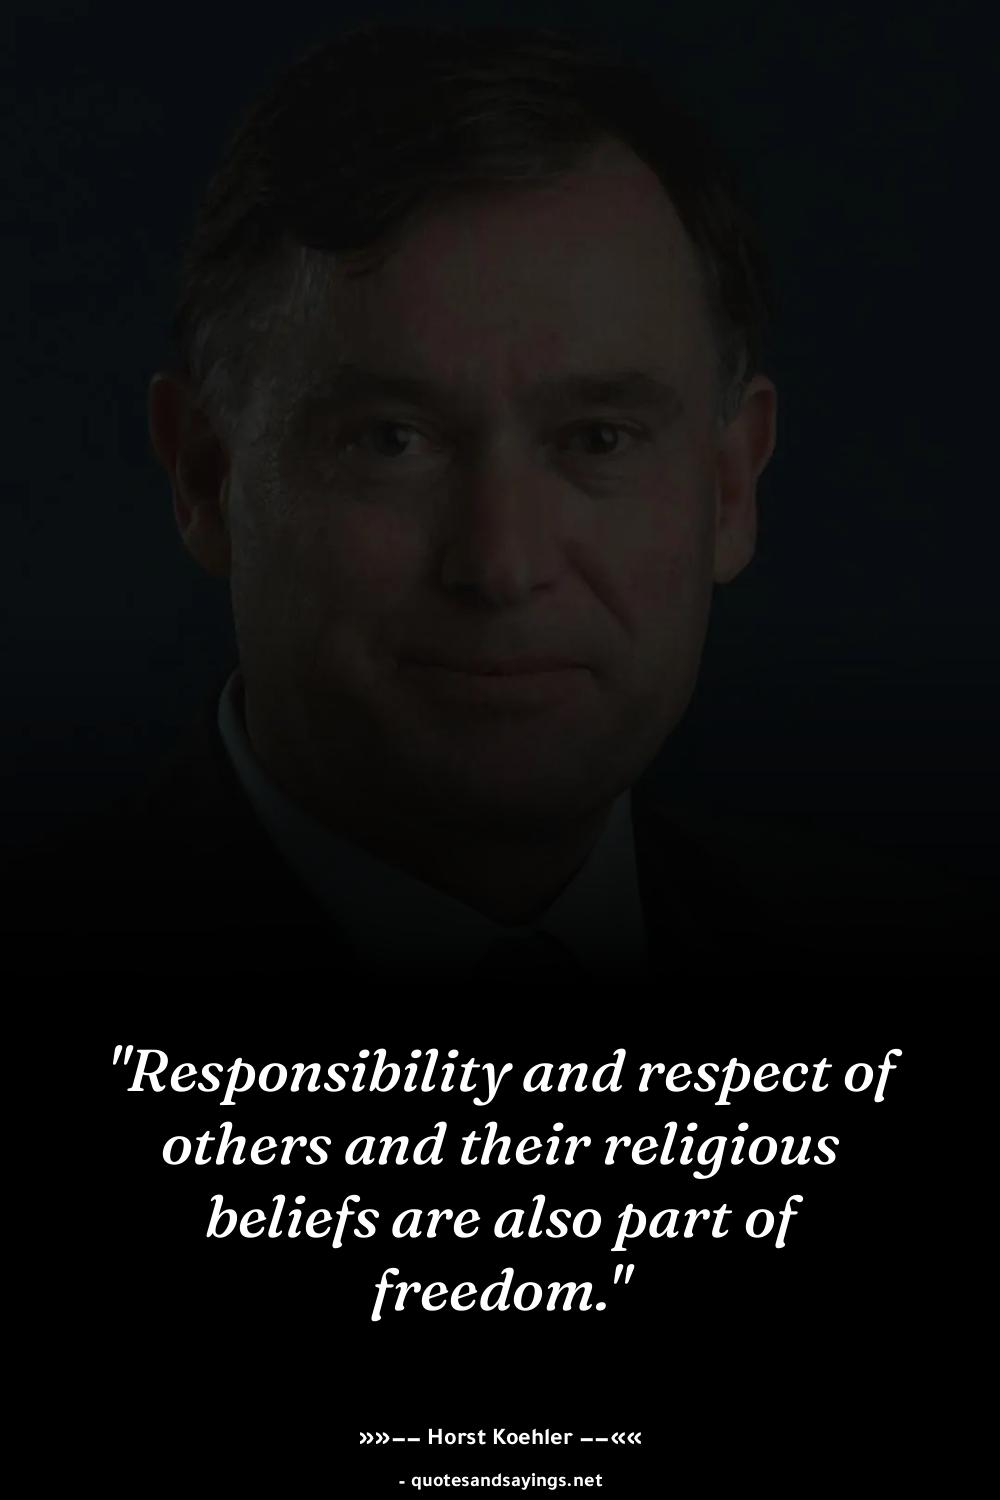 "Responsibility and respect of
others and their religious
beliefs are also part of
freedom."
»»–– Horst Koehler ––««
- quotesandsayings.net